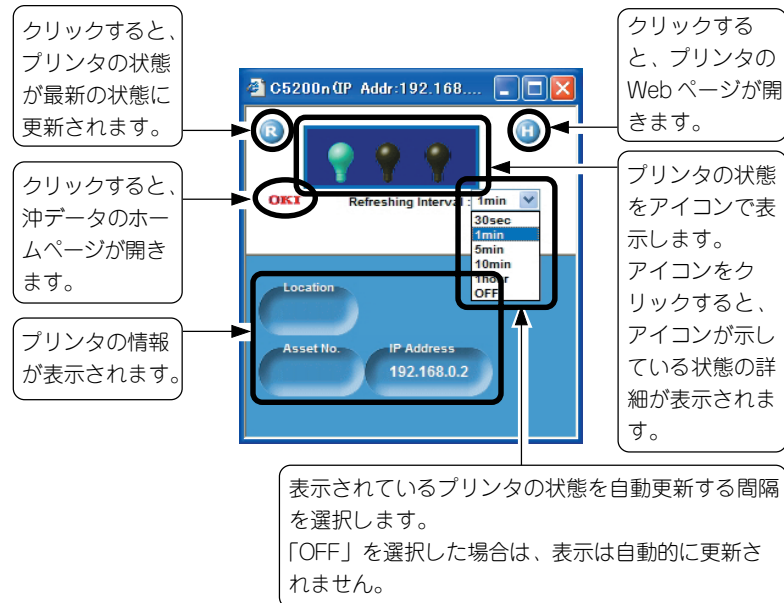 クリックすると、
プリンタの状態
が最新の状態に
更新されます。
クリックすると、
沖データのホー
ムページが開き
ます。
プリンタの情報
が表示されます。
C5200n(IP Addr:192.168....
R
H
OKI
Refreshing Interval :
1min
30sec
1min
5min
10min
1hour
OFF
Location
Asset No.
IP Address
192.168.0.2
クリックする
と、プリンタの
Web ページが開
きます。
プリンタの状態
をアイコンで表
示します。
アイコンをク
リックすると、
アイコンが示し
ている状態の詳
細が表示されま
す。
表示されているプリンタの状態を自動更新する間隔
を選択します。
「OFF」を選択した場合は、表示は自動的に更新さ
れません。